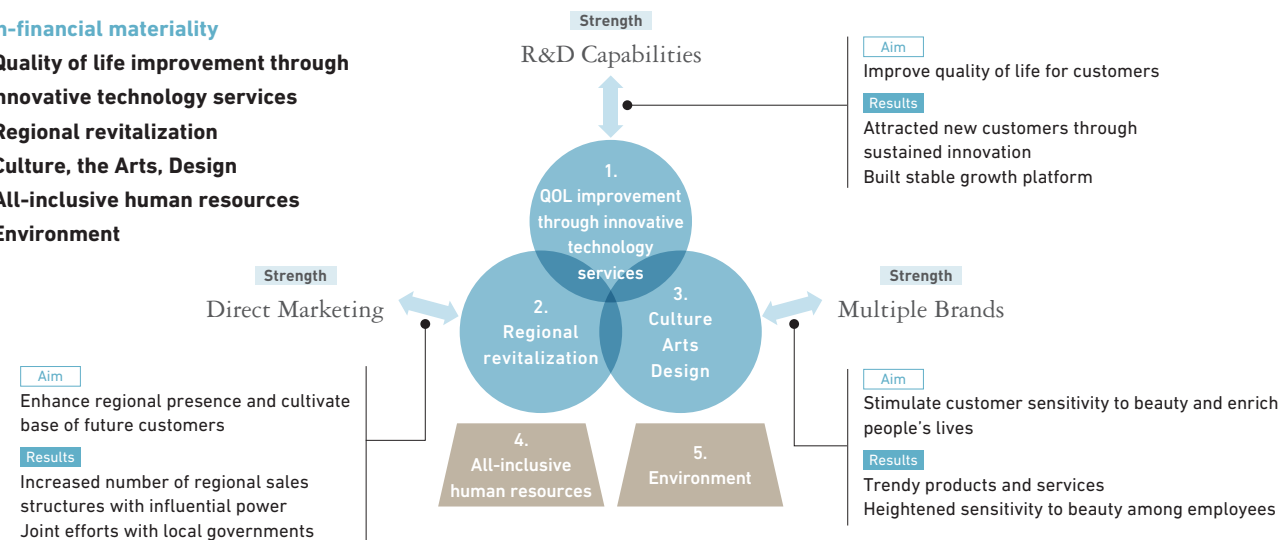 n-financial materiality
Quality of life improvement through
nnovative technology services
Regional revitalization
Culture, the Arts, Design
All-inclusive human resources
Environment
Strength
R&D Capabilities
Aim
Improve quality of life for customers
Results
Attracted new customers through
sustained innovation
Built stable growth platform
1.
QOL improvement
through innovative
technology
services
Strength
Direct Marketing
2.
Regional
revitalization
3.
Culture
Arts
Design
Strength
Multiple Brands
Aim
Enhance regional presence and cultivate
base of future customers
Results
Increased number of regional sales
structures with influential power
Joint efforts with local governments
4.
All-inclusive
human resources
5.
Environment
Aim
Stimulate customer sensitivity to beauty and enrich
people's lives
Results
Trendy products and services
Heightened sensitivity to beauty among employees